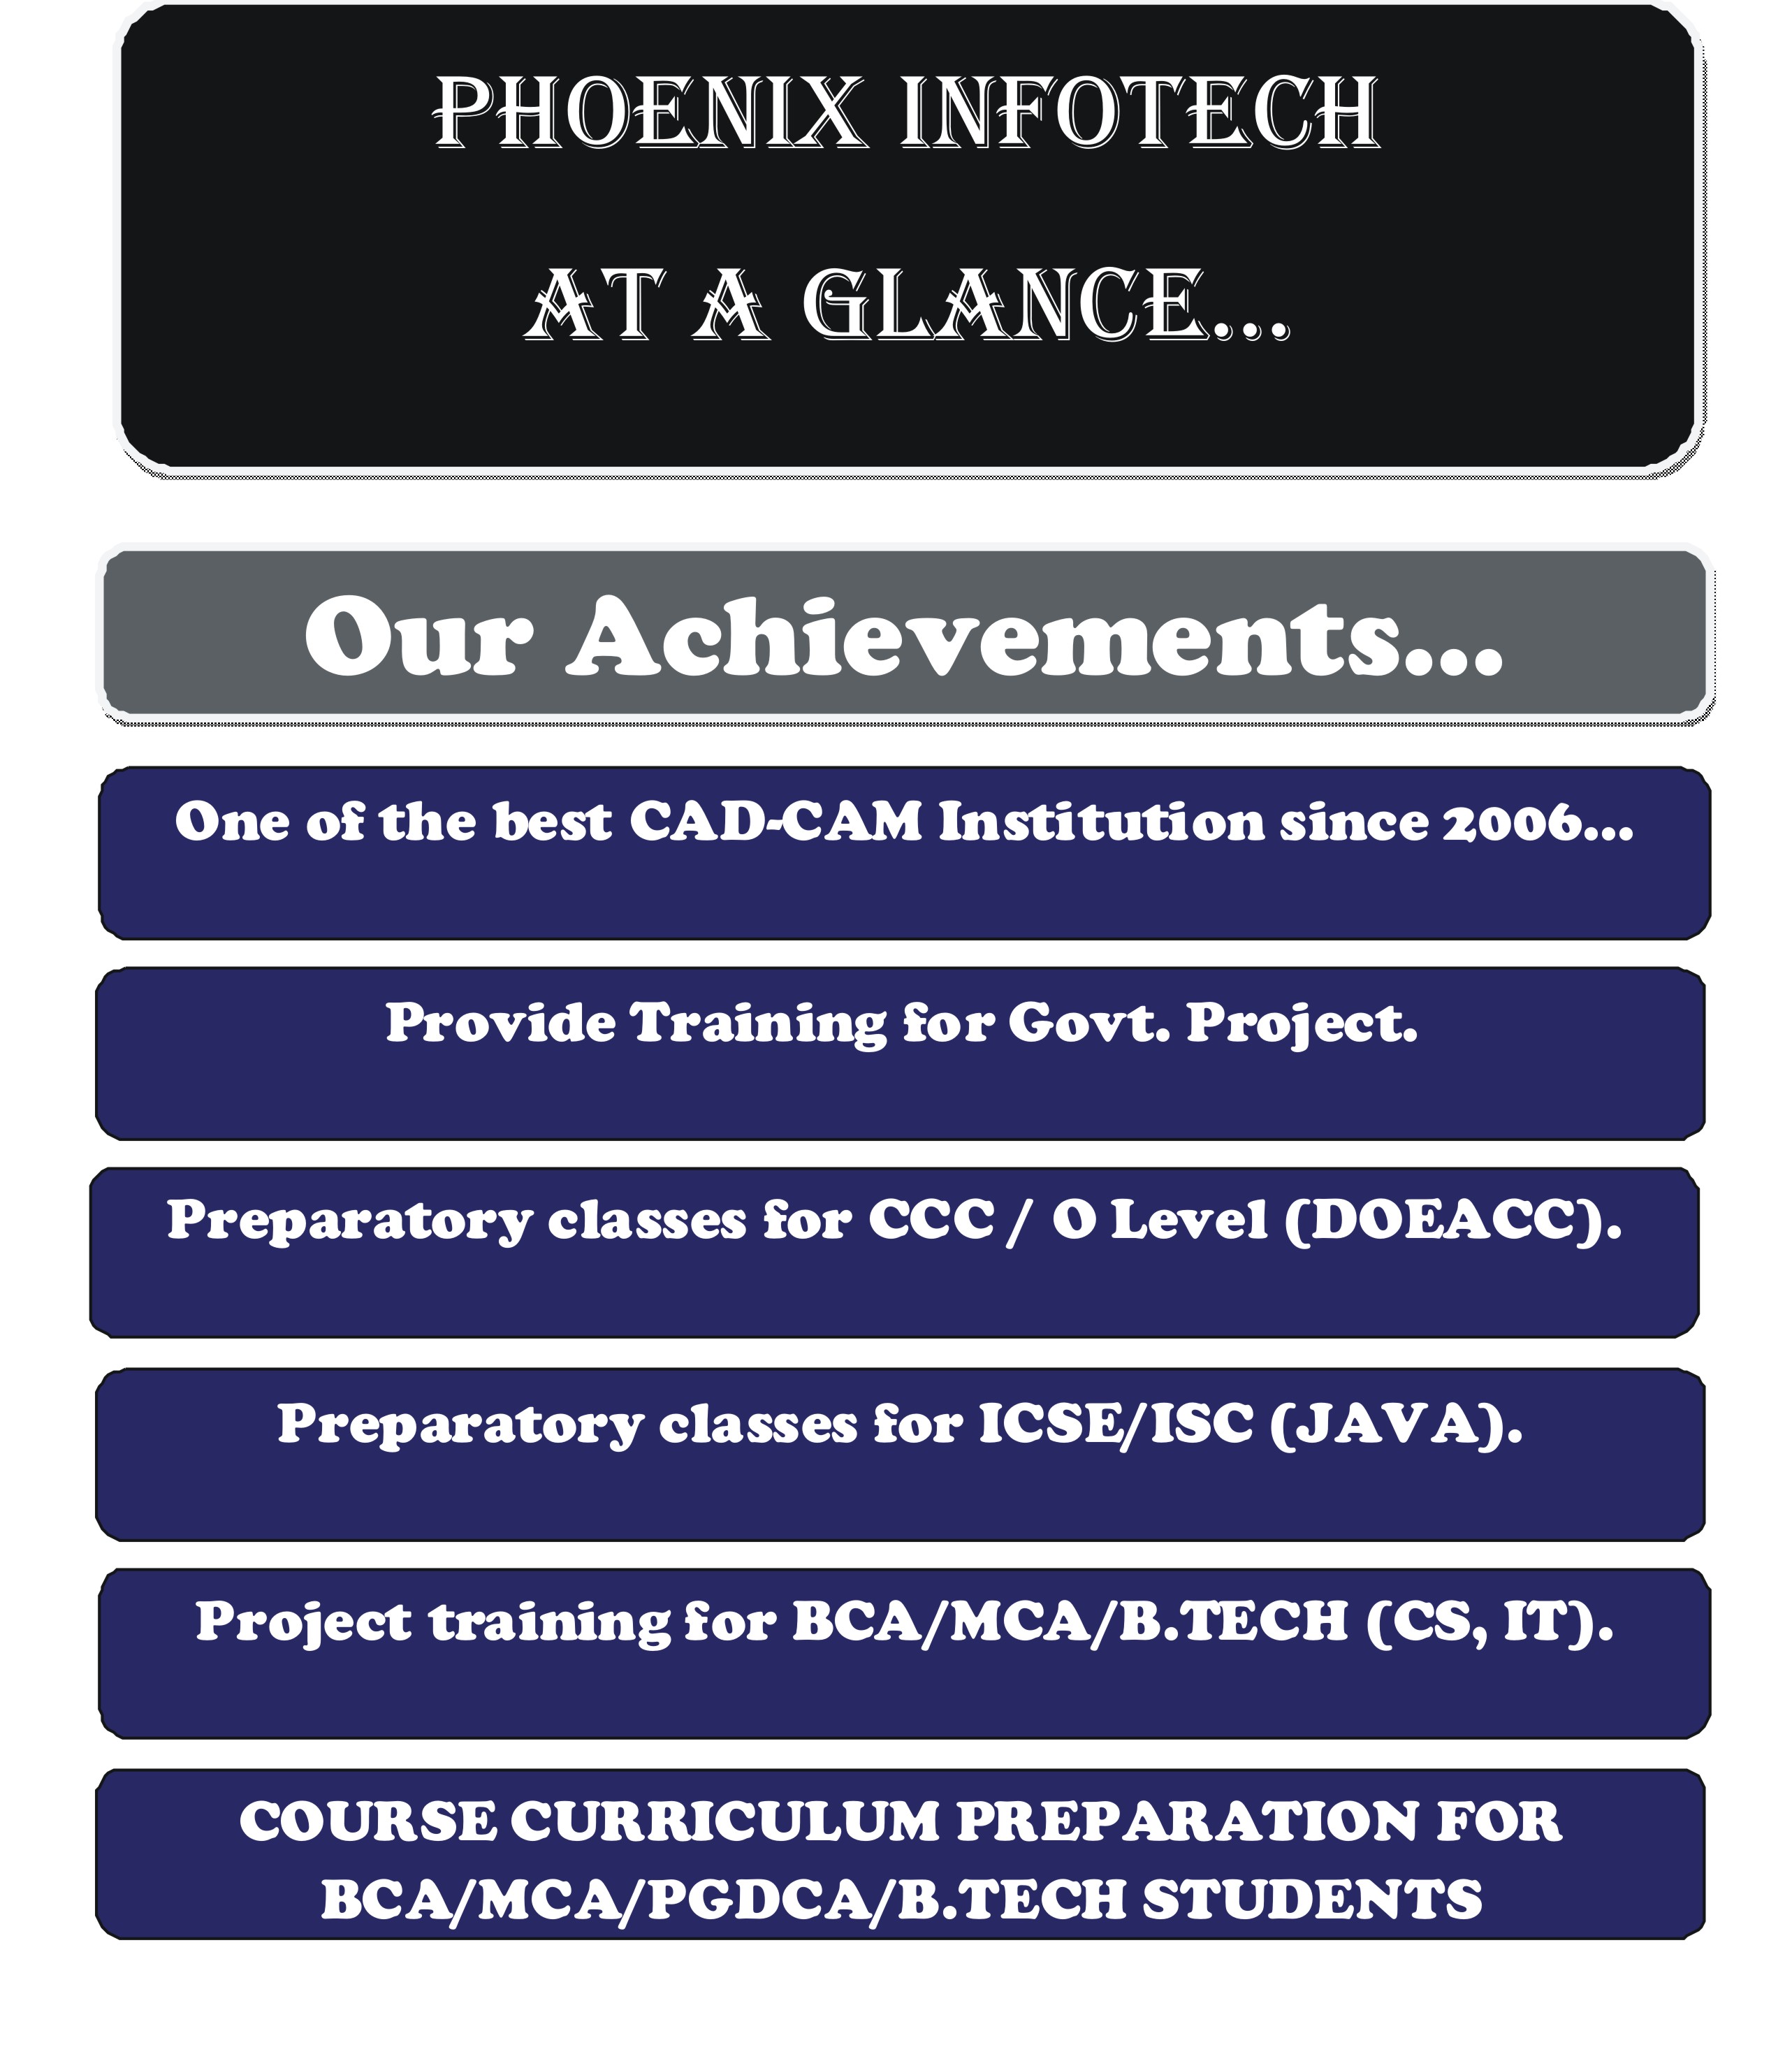 PHOENIX INFOTECH
AT A GLANCE...
Our Achievements...
One of the best CAD-CAM Institution since 2006...
Provide Training for Govt. Project.
Preparatory classes for CCC/ O Level (DOEACC).
Preparatory classes for ICSE/ISC (JAVA).
Project training for BCA/MCA/B.TECH (CS, IT).
COURSE CURRICULUM PREPARATION FOR
BCA/MCA/PGDCA/B.TECH STUDENTS